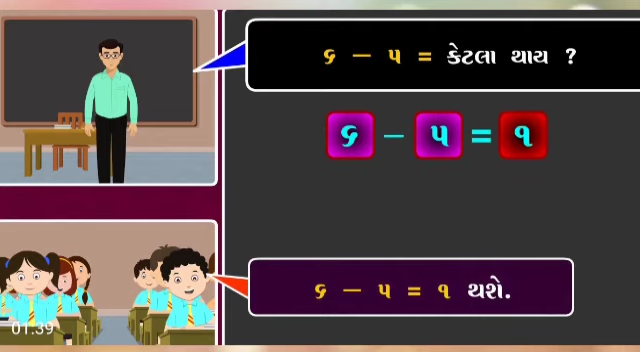 ૬ – ૫ = કેટલા થાય ?
૬ – ૫ = ૧
૬ – ૫ = ૧ થશે.
01:39